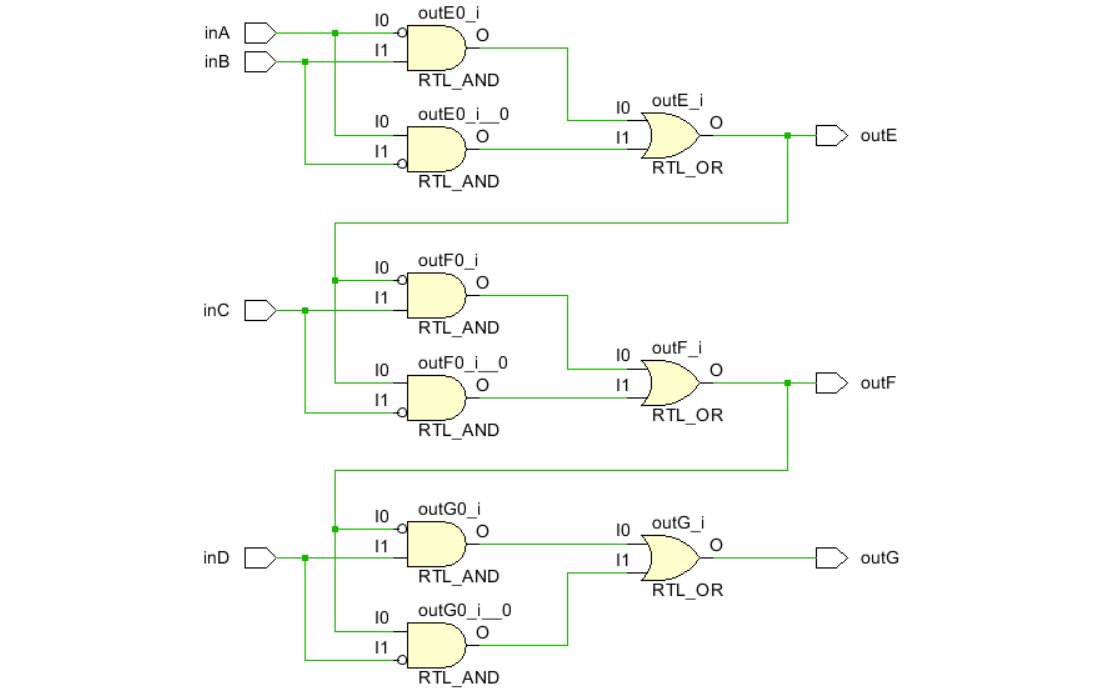 outE0_i
inA
I0
O
inB
I1
RTL_AND
outE0_i__0
outE_i
I0
O
I0
O
I1
I1
outE
RTL_AND
RTL_OR
outF0_i
I0
O
I1
inC
RTL_AND
outF0_i__0
outF_i
I0
O
I0
O
I1
I1
outF
RTL_AND
RTL_OR
outG0_i
I0
O
outG_i
I0
O
I1
I1
inD
outG
RTL_AND
RTL_OR
outG0_i__0
I0
O
I1
RTL_AND